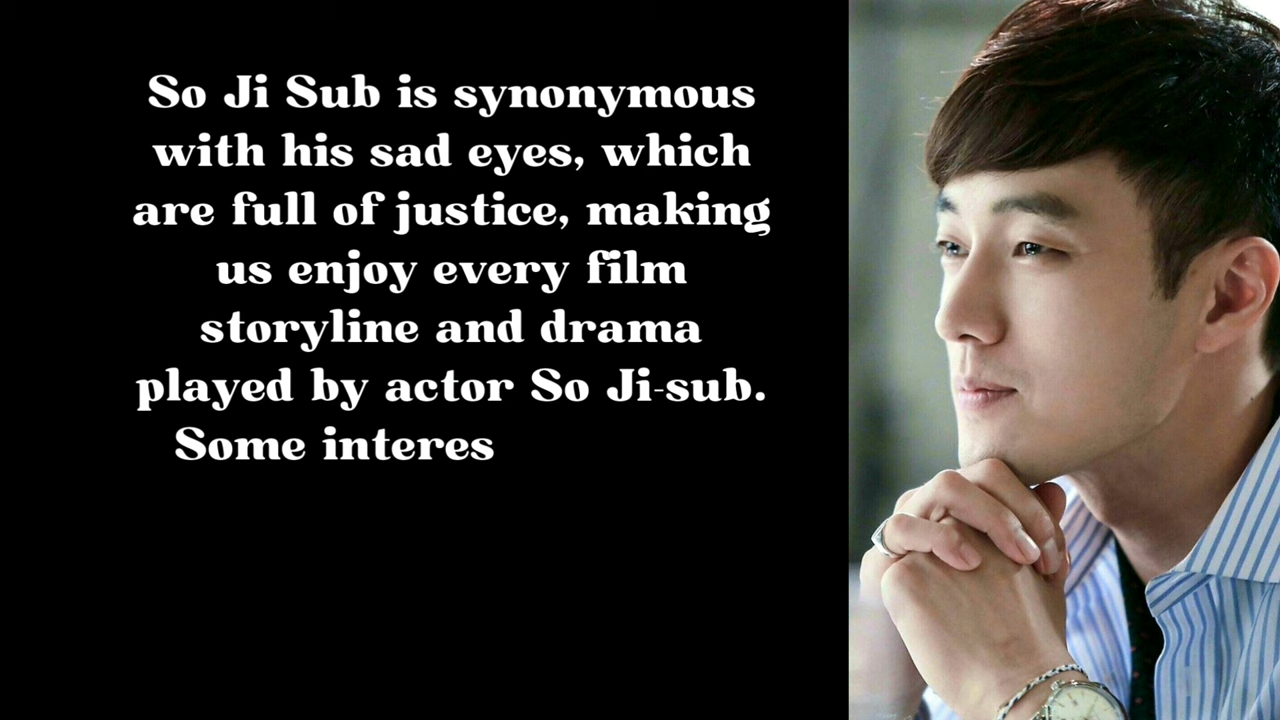 So Ji Sub is synonymous
with his sad eyes, which
are full of justice, making
us enjoy every film
storyline and drama
played by actor So Ji-sub.
Some interes